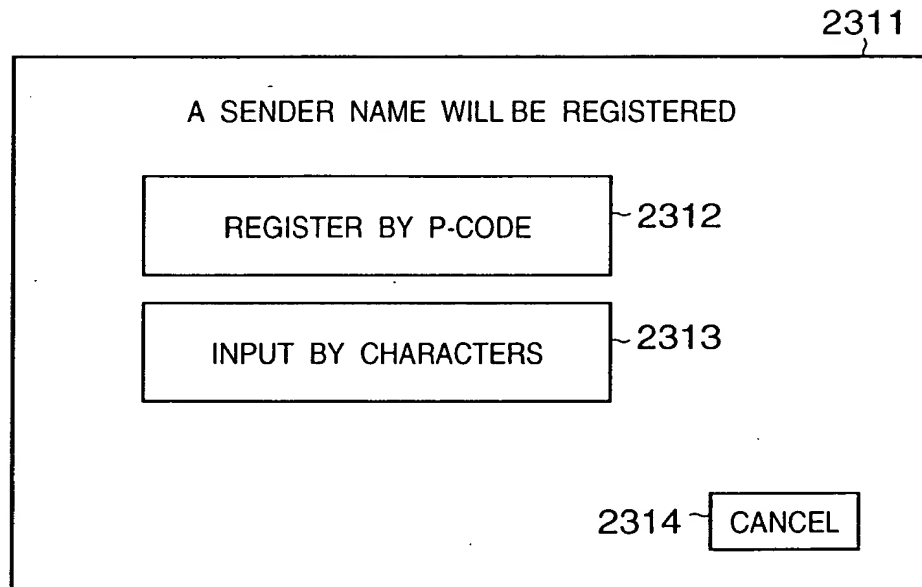 2311
A SENDER NAME WILL BE REGISTERED
REGISTER BY P-CODE
2312
INPUT BY CHARACTERS
2313
2314
CANCEL